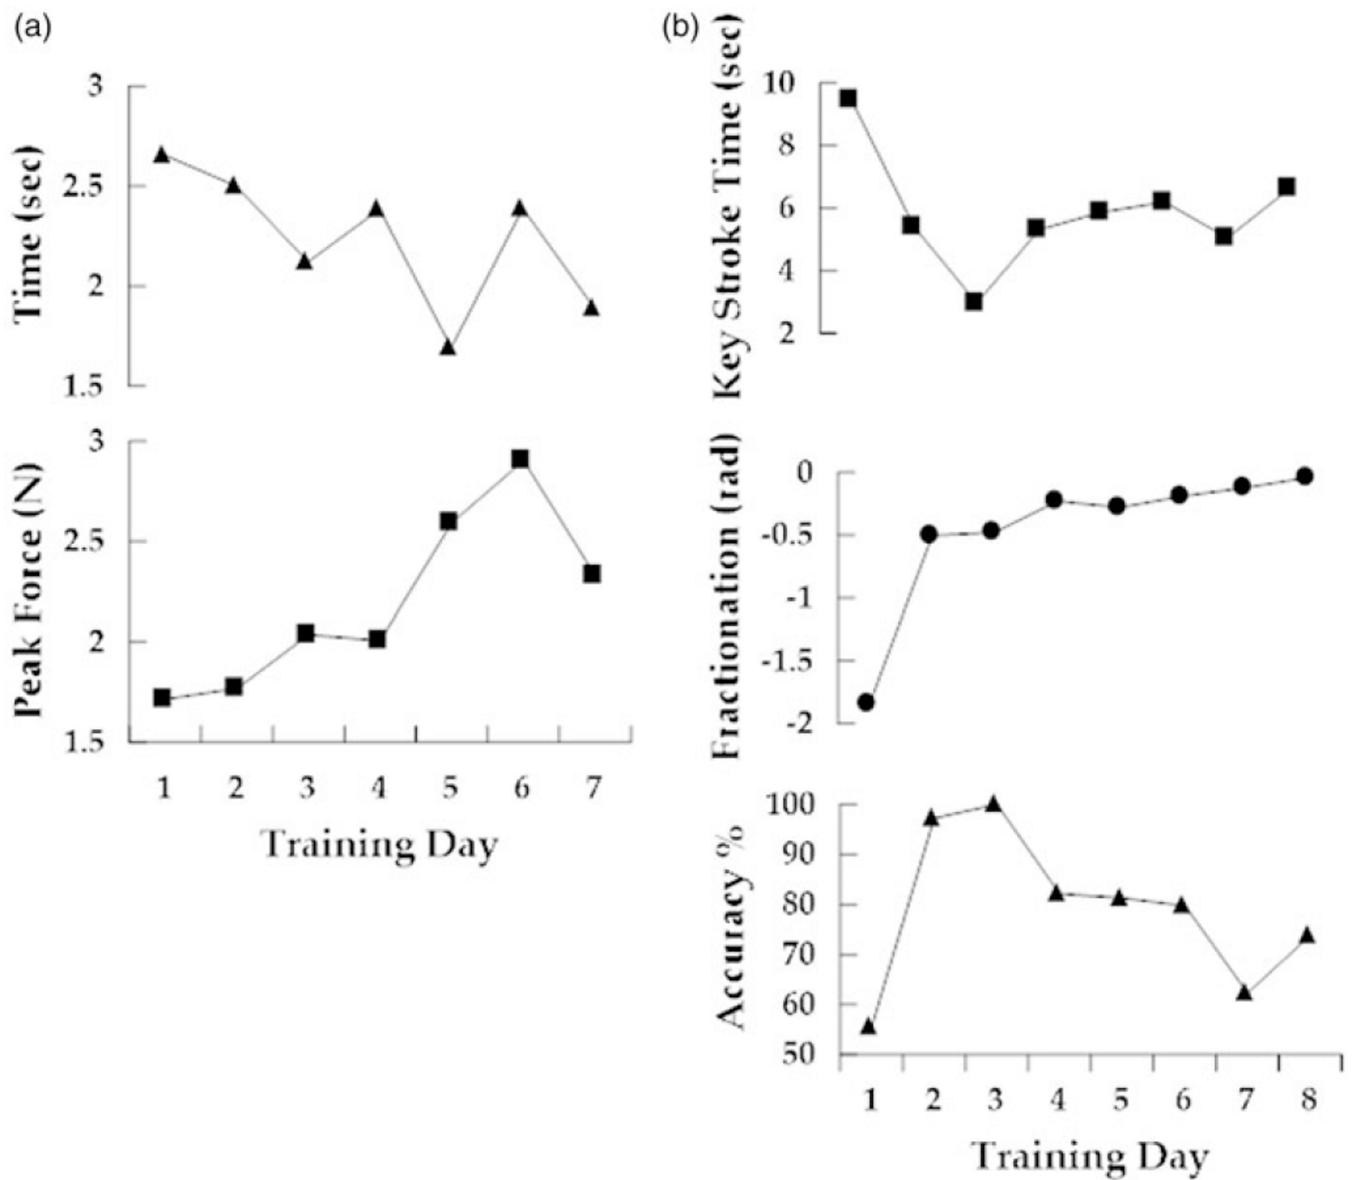 (a)
Time (sec)
3
2.5
2
1.5
Peak Force (N)
3
2.5
2
1.5
1 2 3 4 5 6 7
Training Day
(b)
Key Stroke Time (sec)
10
8
6
4
2
Fractionation (rad)
0
-0.5
-1
-1.5
-2
Accuracy %
100
90
80
70
60
50
1 2 3 4 5 6 7 8
Training Day